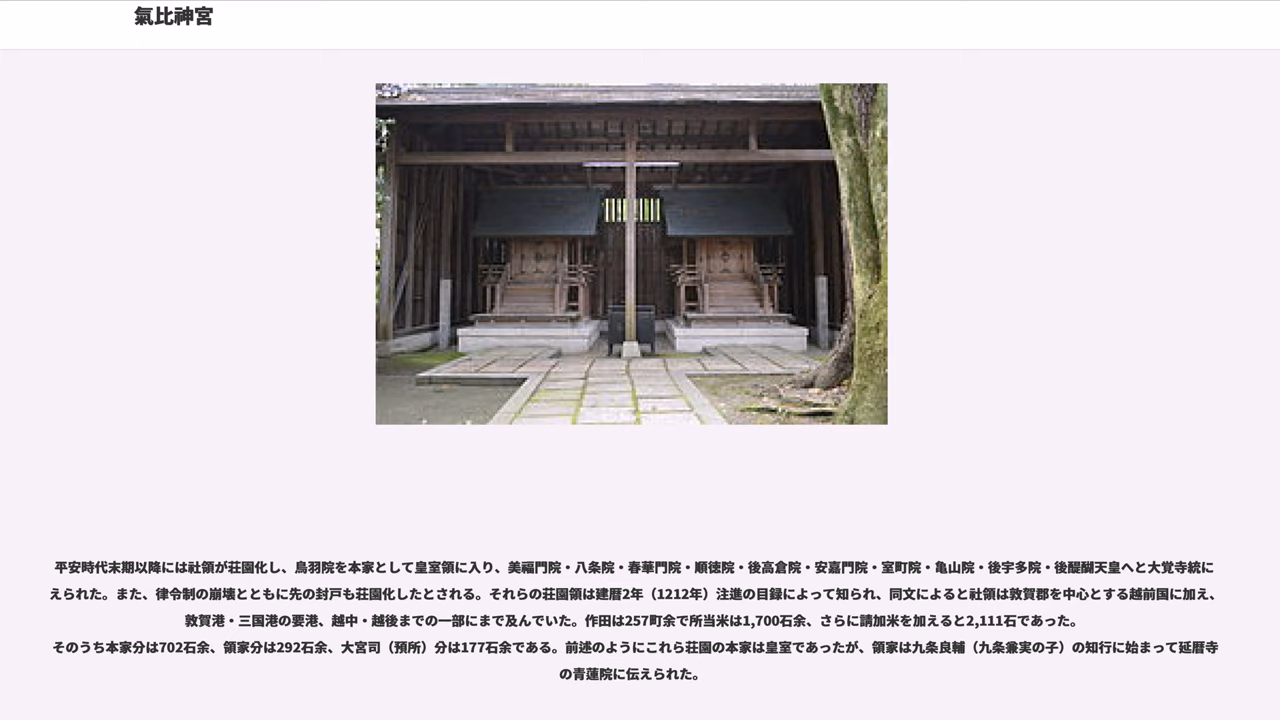 氣比神宮
平安時代末期以降には社領が荘園化し、鳥羽院を本家として皇室領に入り、美福門院・八条院・春華門院・順徳院・後高倉院・安嘉門院・室町院・亀山院・後宇多院・後醍醐天皇へと大覚寺統に
えられた。また、律令制の崩壊とともに先の封戸も荘園化したとされる。それらの荘園領は建暦2年（1212年）注進の目録によって知られ、同文によると社領は敦賀郡を中心とする越前国に加え、
敦賀港・三国港の要港、越中・越後までの一部にまで及んでいた。作田は257町余で所当米は1,700石余、さらに請加米を加えると2,111石であった。
そのうち本家分は702石余、領家分は292石余、大宮司（預所）分は177石余である。前述のようにこれら荘園の本家は皇室であったが、領家は九条良輔（九条兼実の子）の知行に始まって延暦寺
の青蓮院に伝えられた。